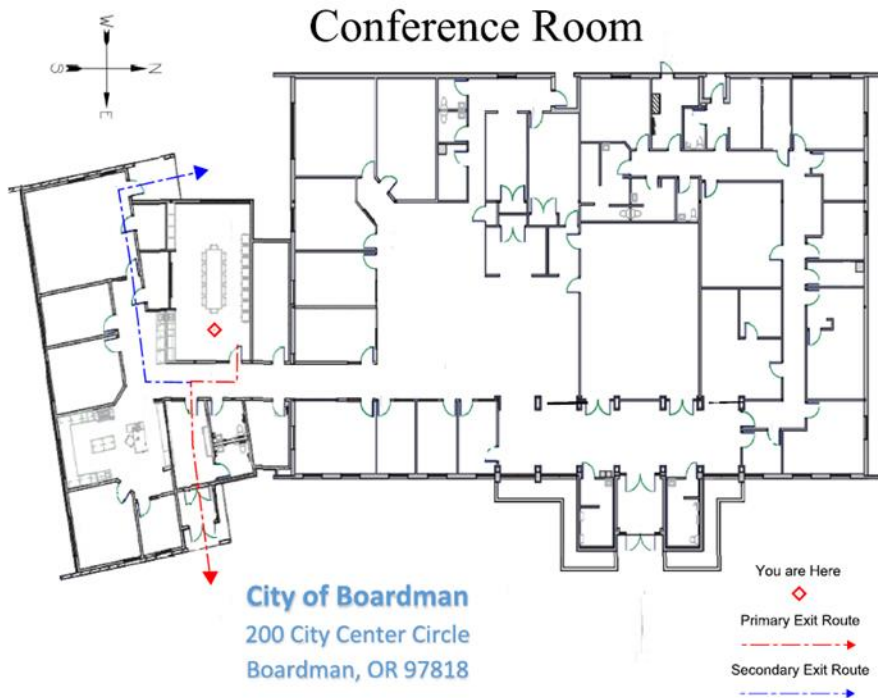 Conference Room
W
S
N
E
City of Boardman
200 City Center Circle
Boardman, OR 97818
You are Here
Primary Exit Route
Secondary Exit Route